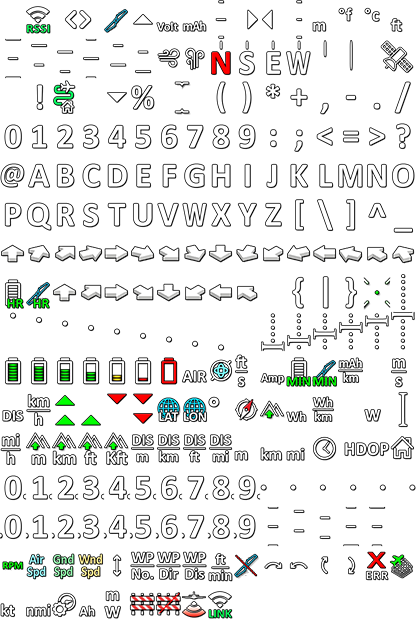 RSSI Volt mAh m °f °c ft
N S E W ' |
! % ( ) * + , - . /
0 1 2 3 4 5 6 7 8 9 : ; < = > ?
@ A B C D E F G H I J K L M N O
P Q R S T U V W X Y Z [ \ ] ^ _
HR HR { | }
AIR ft/s Amp MIN MIN mAh/km m/s
DIS km/h LAT LON ° Wh Wh/km W
mi/h m km ft Kft DIS/m DIS/km DIS/ft DIS/mi m km mi HDOP
0 1 2 3 4 5 6 7 8 9
0 1 2 3 4 5 6 7 8 9
RPM Air Spd Gnd Spd Wnd Spd WP No. WP Dir WP Dis ft/min X ERR
kt nmi Ah m/W LINK